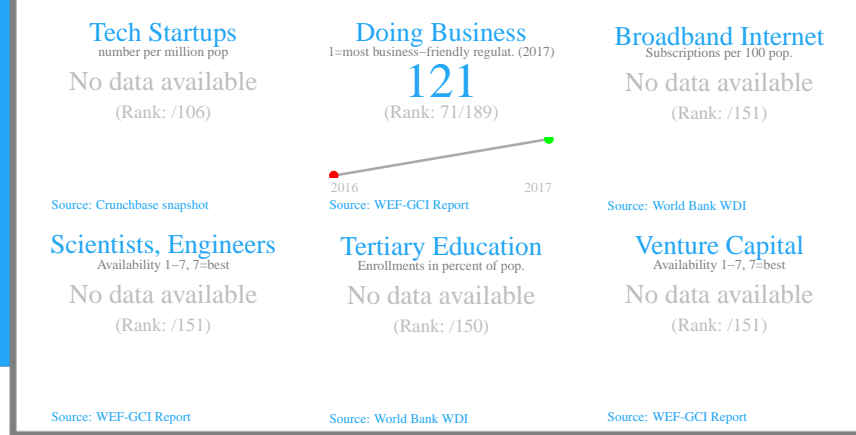 Tech Startups
number per million pop
No data available
(Rank: /106)
Source: Crunchbase snapshot
Doing Business
1=most business−friendly regulat. (2017)
121
(Rank: 71/189)
2016 2017
Source: WEF-GCI Report
Broadband Internet
Subscriptions per 100 pop.
No data available
(Rank: /151)
Source: World Bank WDI
Scientists, Engineers
Availability 1−7, 7=best
No data available
(Rank: /151)
Source: WEF-GCI Report
Tertiary Education
Enrollments in percent of pop.
No data available
(Rank: /150)
Source: World Bank WDI
Venture Capital
Availability 1−7, 7=best
No data available
(Rank: /151)
Source: WEF-GCI Report